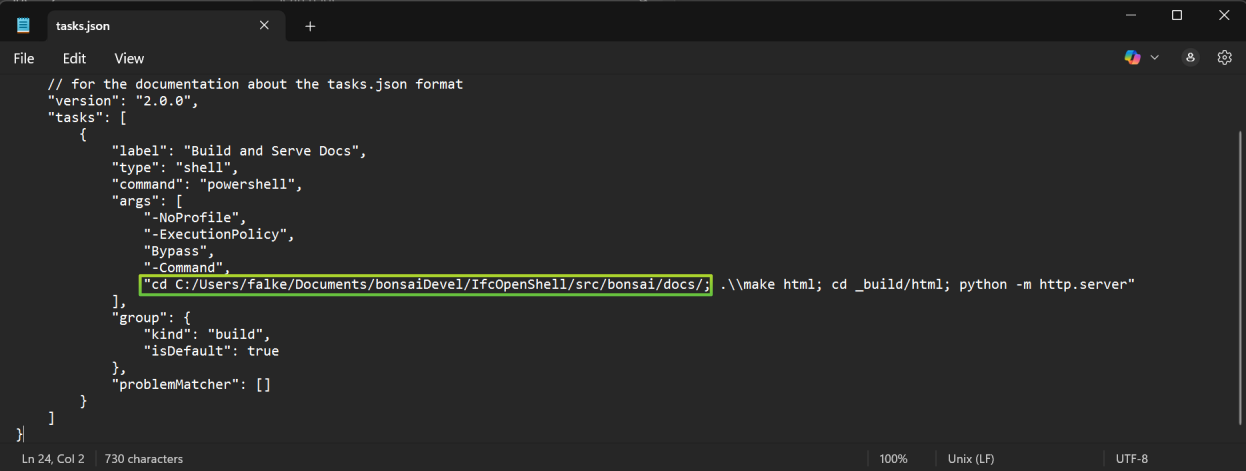 tasks.json
File Edit View
// for the documentation about the tasks.json format
"version": "2.0.0",
"tasks": [
{
"label": "Build and Serve Docs",
"type": "shell",
"command": "powershell",
"args": [
"-NoProfile",
"-ExecutionPolicy",
"Bypass",
"-Command",
"cd C:/Users/falke/Documents/bonsaiDevel/IfcOpenShell/src/bonsai/docs/; .\\make html; cd _build/html; python -m http.server"
],
"group": {
"kind": "build",
"isDefault": true
},
"problemMatcher": []
}
]
}
Ln 24, Col 2 730 characters 100% Unix (LF) UTF-8